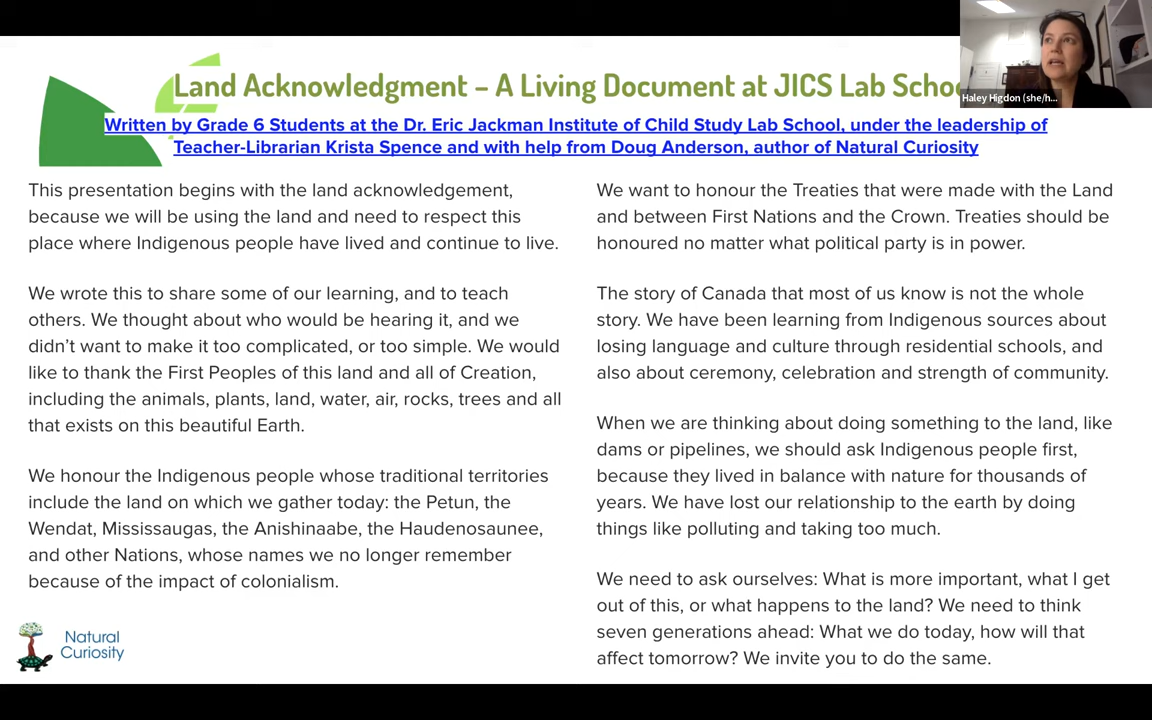 Land Acknowledgment – A Living Document at JICS Lab
Haley Higdon (she/h...
Written by Grade 6 Students at the Dr. Eric Jackman Institute of Child Study Lab School, under the leadership of
Teacher-Librarian Krista Spence and with help from Doug Anderson, author of Natural Curiosity
This presentation begins with the land acknowledgement,
because we will be using the land and need to respect this
place where Indigenous people have lived and continue to live.
We wrote this to share some of our learning, and to teach
others. We thought about who would be hearing it, and we
didn’t want to make it too complicated, or too simple. We would
like to thank the First Peoples of this land and all of Creation,
including the animals, plants, land, water, air, rocks, trees and all
that exists on this beautiful Earth.
We honour the Indigenous people whose traditional territories
include the land on which we gather today: the Petun, the
Wendat, Mississaugas, the Anishinaabe, the Haudenosaunee,
and other Nations, whose names we no longer remember
because of the impact of colonialism.
Natural
Curiosity
We want to honour the Treaties that were made with the Land
and between First Nations and the Crown. Treaties should be
honoured no matter what political party is in power.
The story of Canada that most of us know is not the whole
story. We have been learning from Indigenous sources about
losing language and culture through residential schools, and
also about ceremony, celebration and strength of community.
When we are thinking about doing something to the land, like
dams or pipelines, we should ask Indigenous people first,
because they lived in balance with nature for thousands of
years. We have lost our relationship to the earth by doing
things like polluting and taking too much.
We need to ask ourselves: What is more important, what I get
out of this, or what happens to the land? We need to think
seven generations ahead: What we do today, how will that
affect tomorrow? We invite you to do the same.